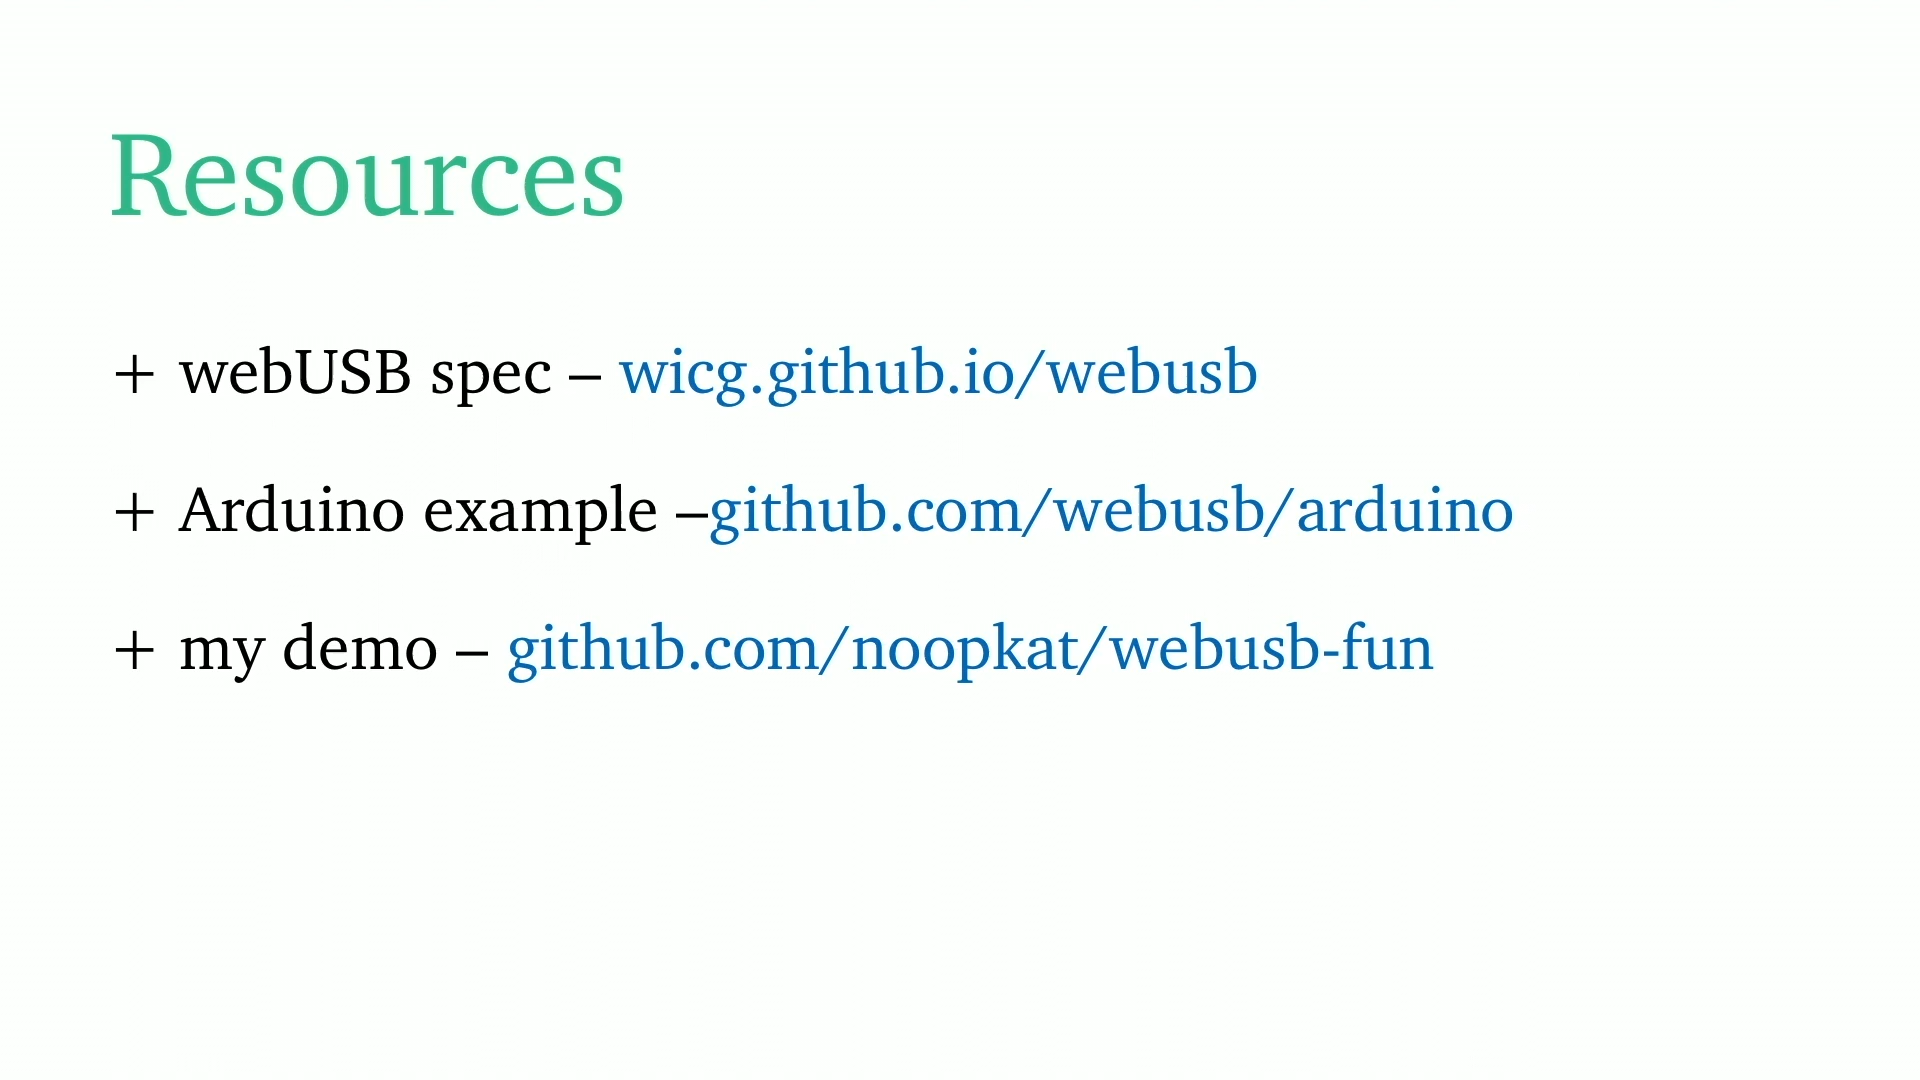 Resources
+ webUSB spec – wicg.github.io/webusb
+ Arduino example –github.com/webusb/arduino
+ my demo – github.com/noopkat/webusb-fun